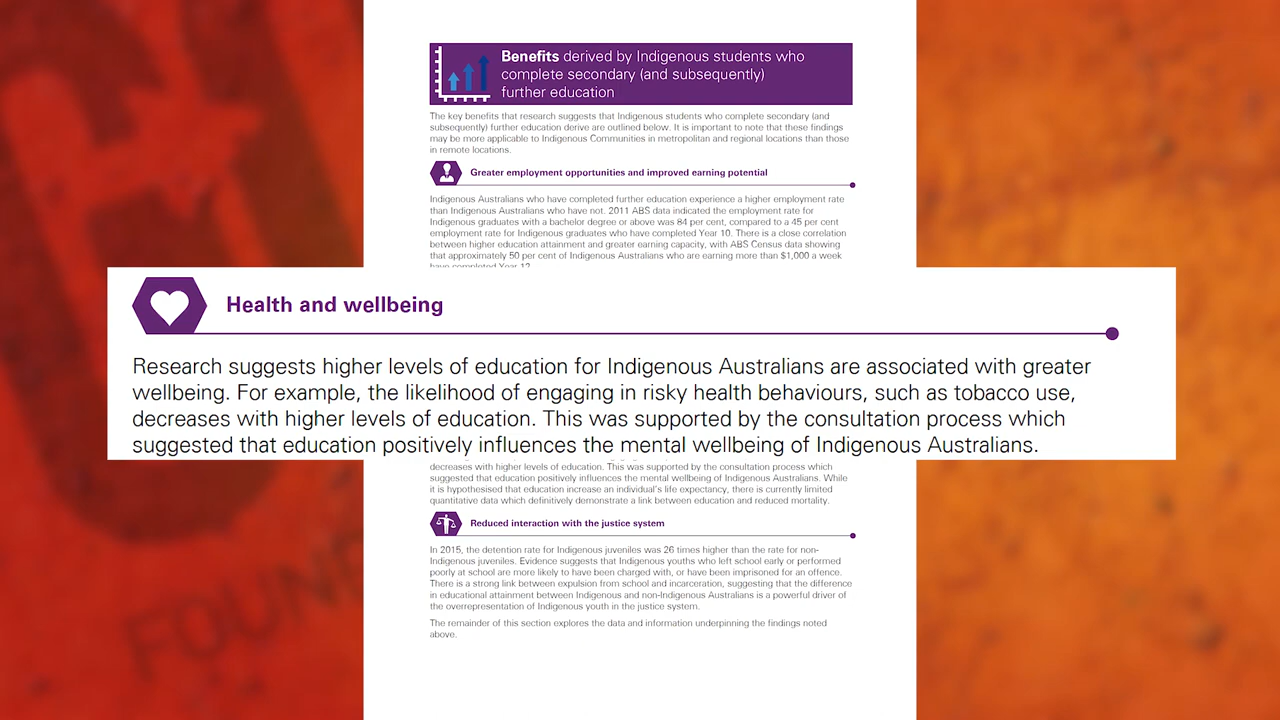 Benefits derived by Indigenous students who
complete secondary (and subsequently)
further education
The key benefits that research suggests that Indigenous students who complete secondary (and
subsequently) further education derive are outlined below. It is important to note that these findings
may be more applicable to Indigenous Communities in metropolitan and regional locations than those
in remote locations.
Greater employment opportunities and improved earning potential
Indigenous Australians who have completed further education experience a higher employment rate
than Indigenous Australians who have not. 2011 ABS data indicated the employment rate for
Indigenous graduates with a bachelor degree or above was 84 per cent, compared to a 45 per cent
employment rate for Indigenous graduates who have completed Year 10. There is a close correlation
between higher education attainment and greater earning capacity, with ABS Census data showing
that approximately 50 per cent of Indigenous Australians who are earning more than $1,000 a week
have completed Year 12
Health and wellbeing
Research suggests higher levels of education for Indigenous Australians are associated with greater
wellbeing. For example, the likelihood of engaging in risky health behaviours, such as tobacco use,
decreases with higher levels of education. This was supported by the consultation process which
suggested that education positively influences the mental wellbeing of Indigenous Australians.
decreases with higher levels of education. This was supported by the consultation process which
suggested that education positively influences the mental wellbeing of Indigenous Australians. While
it is hypothesised that education increase an individual's life expectancy, there is currently limited
quantitative data which definitively demonstrate a link between education and reduced mortality.
Reduced interaction with the justice system
In 2015, the detention rate for Indigenous juveniles was 26 times higher than the rate for non-
Indigenous juveniles. Evidence suggests that Indigenous youths who left school early or performed
poorly at school are more likely to have been charged with, or have been imprisoned for an offence.
There is a strong link between expulsion from school and incarceration, suggesting that the difference
in educational attainment between Indigenous and non-Indigenous Australians is a powerful driver of
the overrepresentation of Indigenous youth in the justice system.
The remainder of this section explores the data and information underpinning the findings noted
above.
FOUND